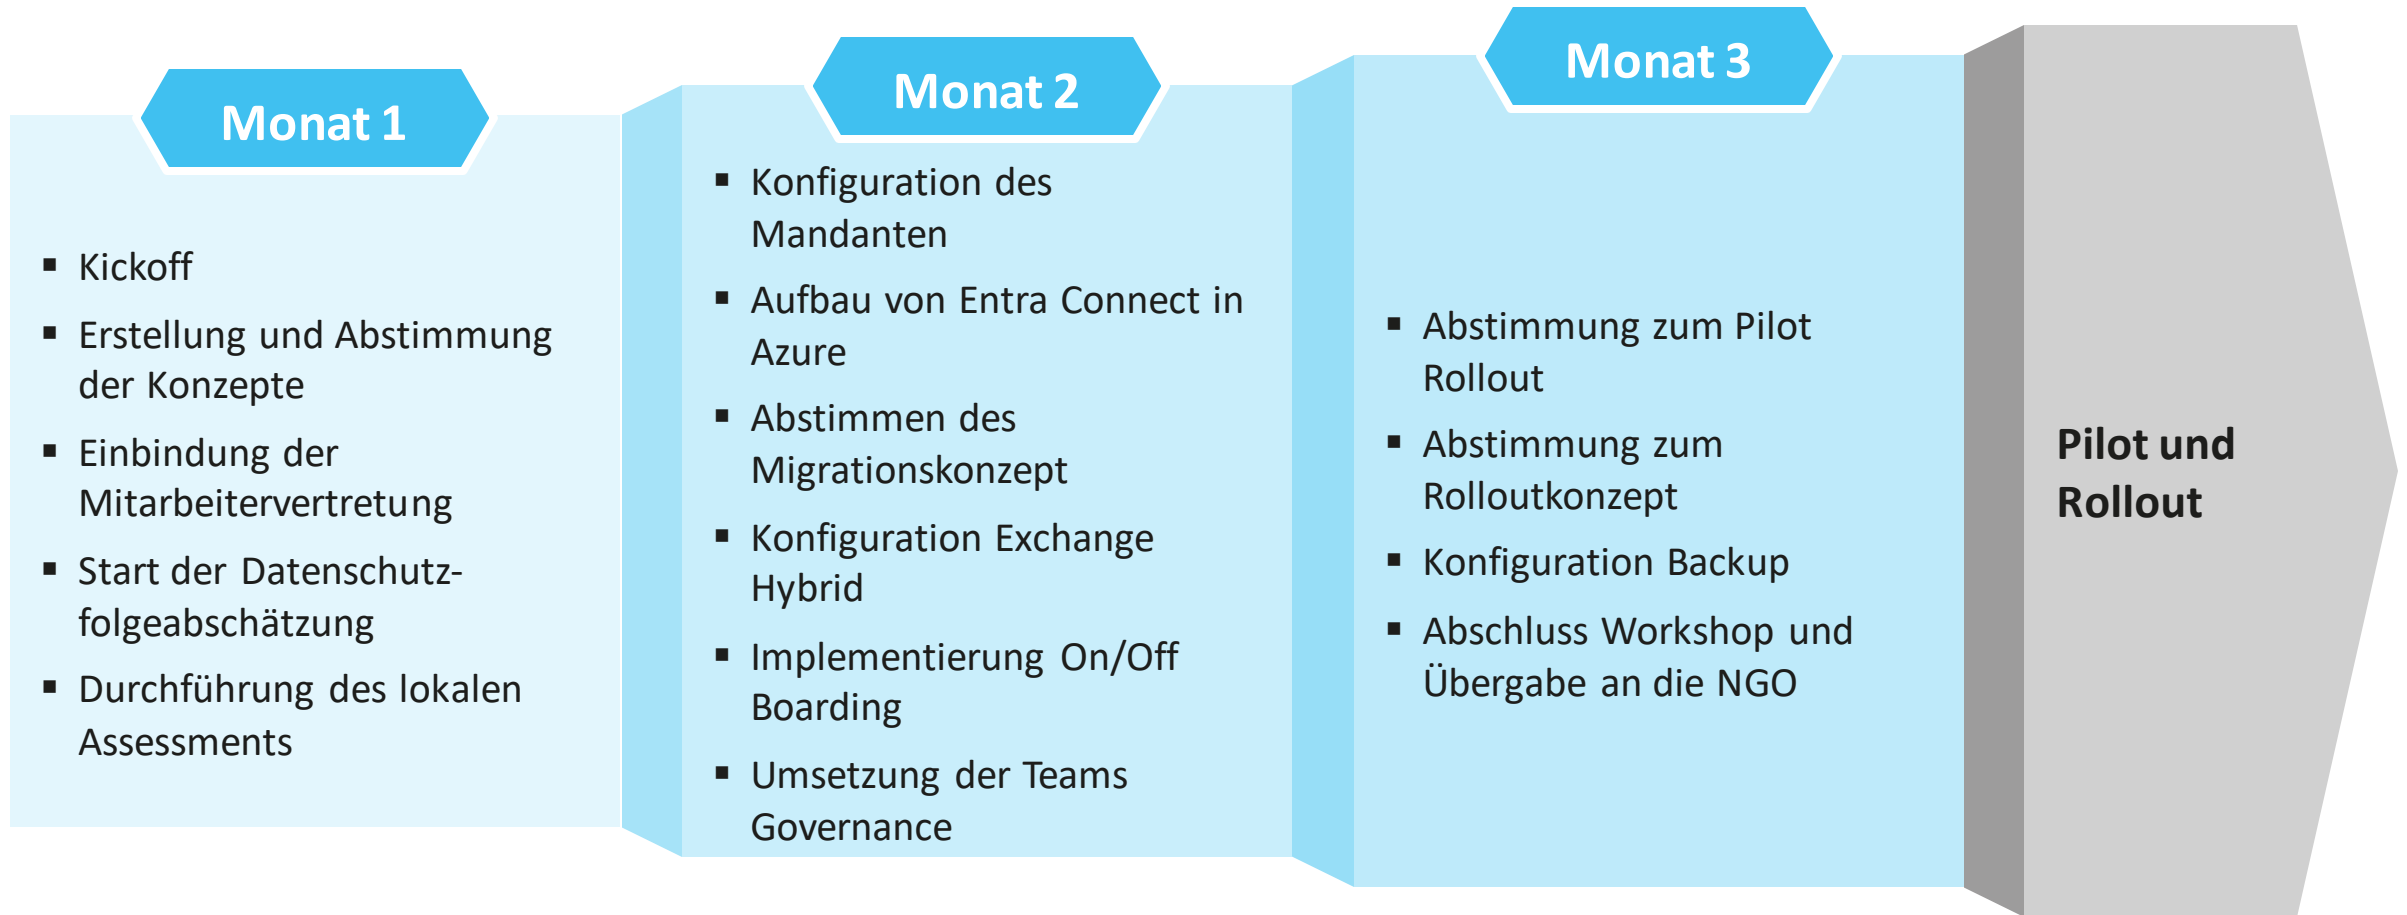 Monat 1
Kickoff
Erstellung und Abstimmung
der Konzepte
Einbindung der
Mitarbeitervertretung
Start der Datenschutz-
folgeabschätzung
Durchführung des lokalen
Assessments
Monat 2
Konfiguration des
Mandanten
Aufbau von Entra Connect in
Azure
Abstimmen des
Migrationskonzept
Konfiguration Exchange
Hybrid
Implementierung On/Off
Boarding
Umsetzung der Teams
Governance
Monat 3
Abstimmung zum Pilot
Rollout
Abstimmung zum
Rolloutkonzept
Konfiguration Backup
Abschluss Workshop und
Übergabe an die NGO
Pilot und
Rollout